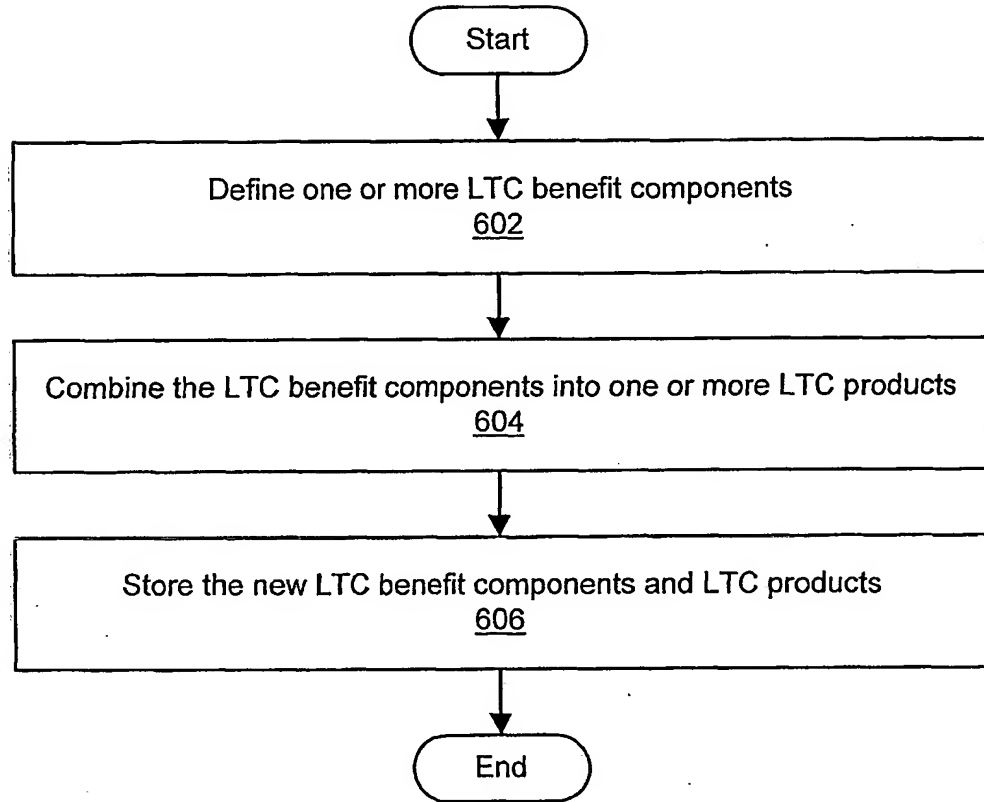 Start
Define one or more LTC benefit components
602
Combine the LTC benefit components into one or more LTC products
604
Store the new LTC benefit components and LTC products
606
End